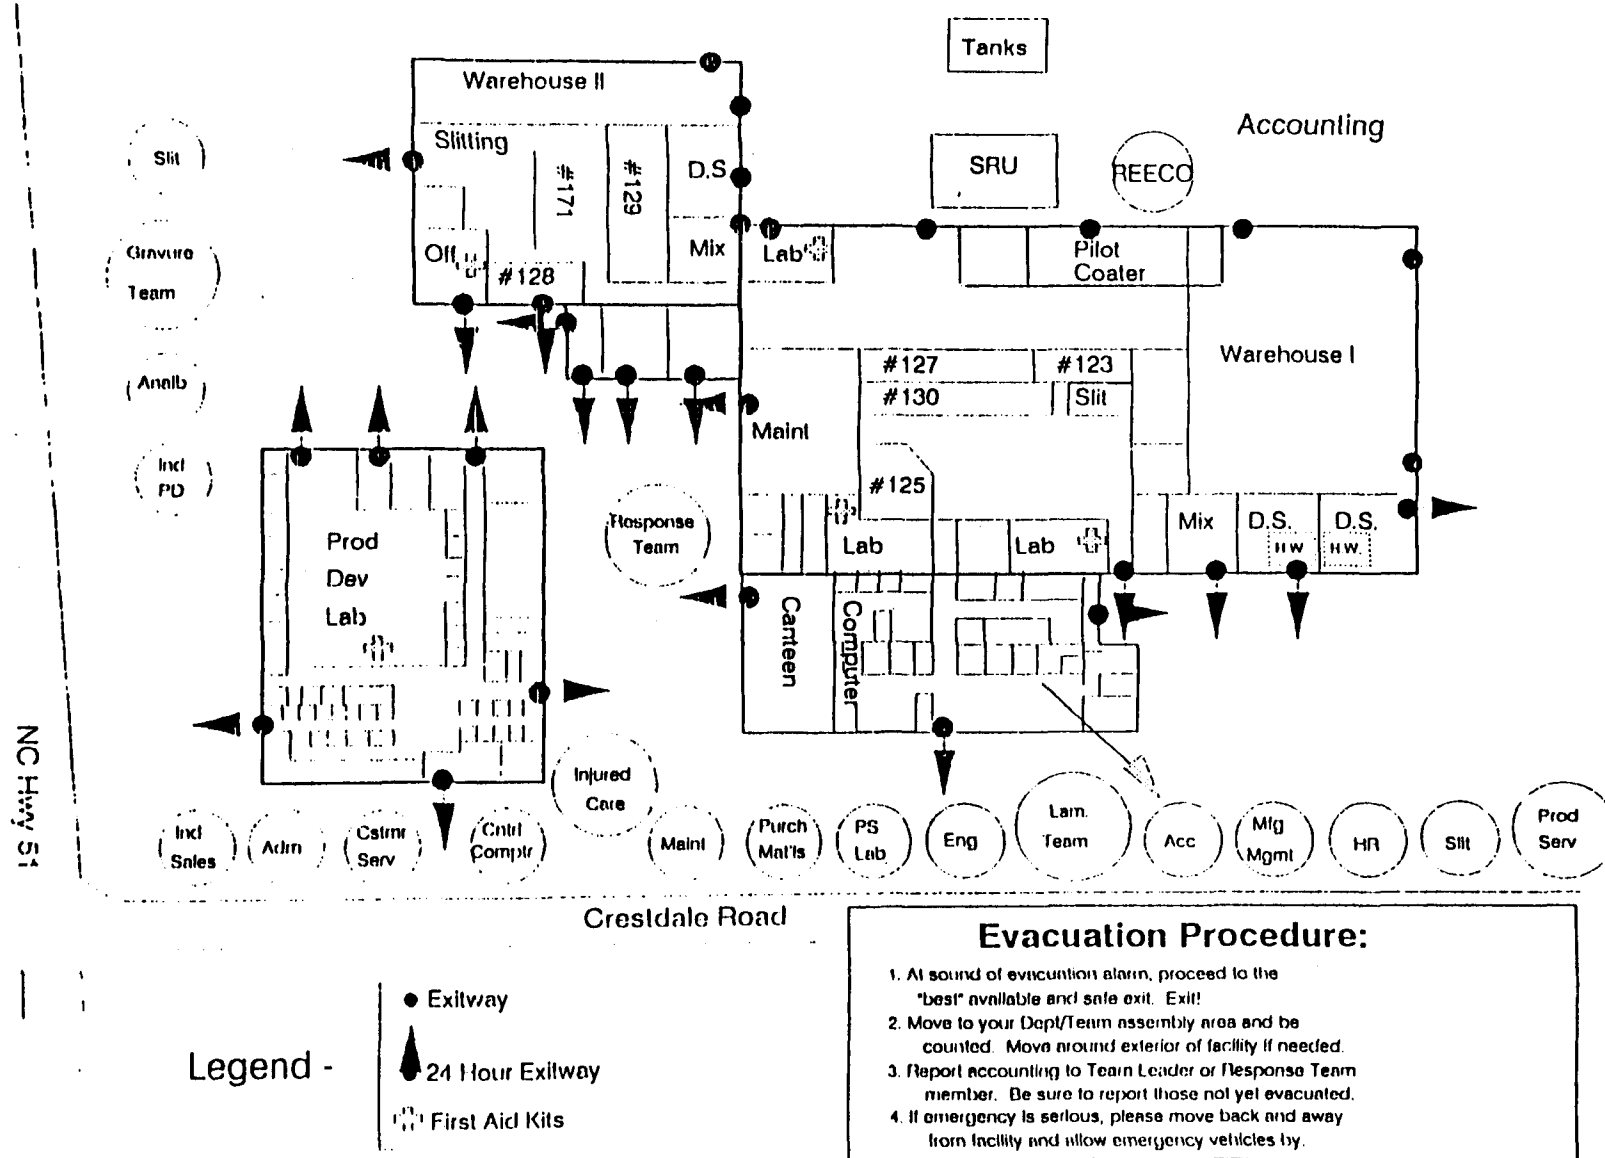 Tanks
Warehouse II
Accounting
Slitting
Slit
#171
#129
D.S
SRU
REECO
Gravure
Team
Off
#128
Mix
Lab
Pilot
Coater
Warehouse I
#127
#123
#130
Slit
Analb
Maint
Ind
PD
#125
Response
Team
Prod
Dev
Lab
Lab
Lab
Mix
D.S.
D.S.
H.W
H.W.
Canteen
Computer
NC Hwy 51
Injured
Care
Ind
Sales
Adm
Cstmr
Serv
Cntrl
Comptr
Maint
Purch
Mat'ls
PS
Lab
Eng
Lam.
Team
Acc
Mfg
Mgmt
HR
Slit
Prod
Serv
Crestdale Road
Legend -
Exitway
24 Hour Exitway
First Aid Kits
Evacuation Procedure:
1. At sound of evacuation alarm, proceed to the
"best" available and safe exit. Exit!
2. Move to your Dept/Team assembly area and be
counted. Move around exterior of facility if needed.
3. Report accounting to Team Leader or Response Team
member. Be sure to report those not yet evacuated.
4. If emergency is serious, please move back and away
from facility and allow emergency vehicles by.